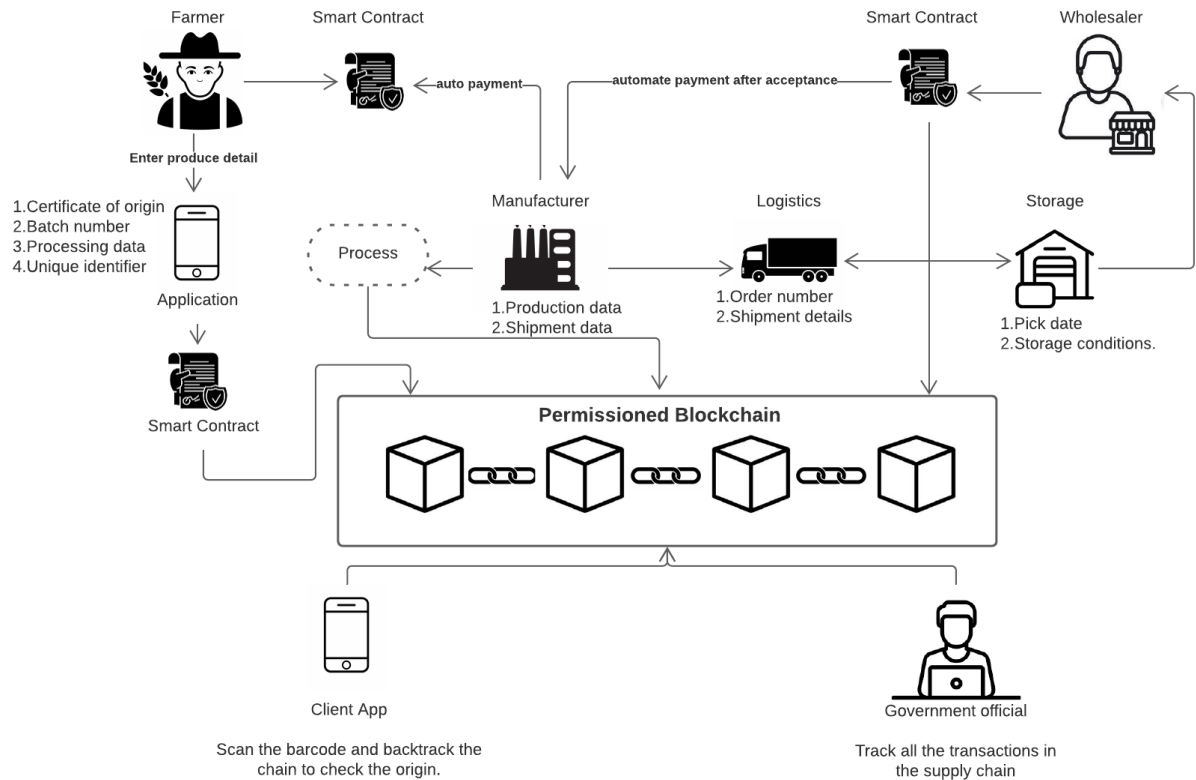 Farmer
Smart Contract
Smart Contract
Wholesaler
auto payment
automate payment after acceptance
Enter produce detail
1.Certificate of origin
2.Batch number
3.Processing data
4.Unique identifier
Application
Manufacturer
Logistics
Storage
Process
1.Production data
2.Shipment data
1.Order number
2.Shipment details
1.Pick date
2.Storage conditions.
Smart Contract
Permissioned Blockchain
Client App
Government official
Scan the barcode and backtrack the
chain to check the origin.
Track all the transactions in
the supply chain